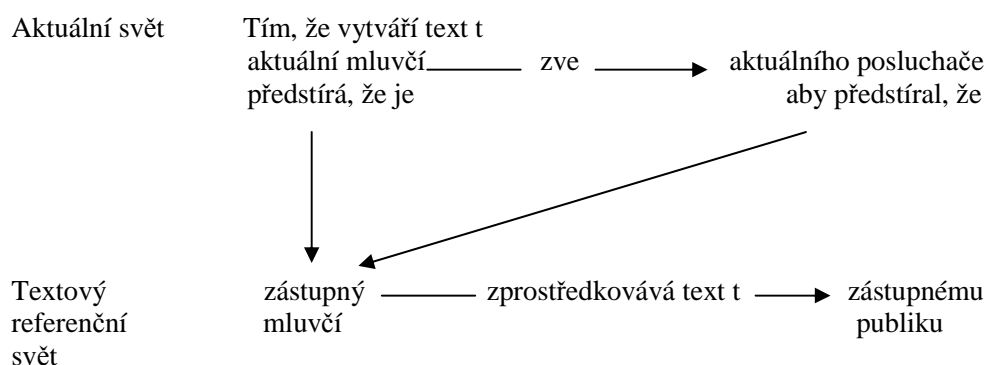 Aktuální svět Tím, že vytváří text t
aktuální mluvčí zve aktuálního posluchače
předstírá, že je aby předstíral, že
Textový zástupný zprostředkovává text t zástupnému
referenční mluvčí publiku
svět